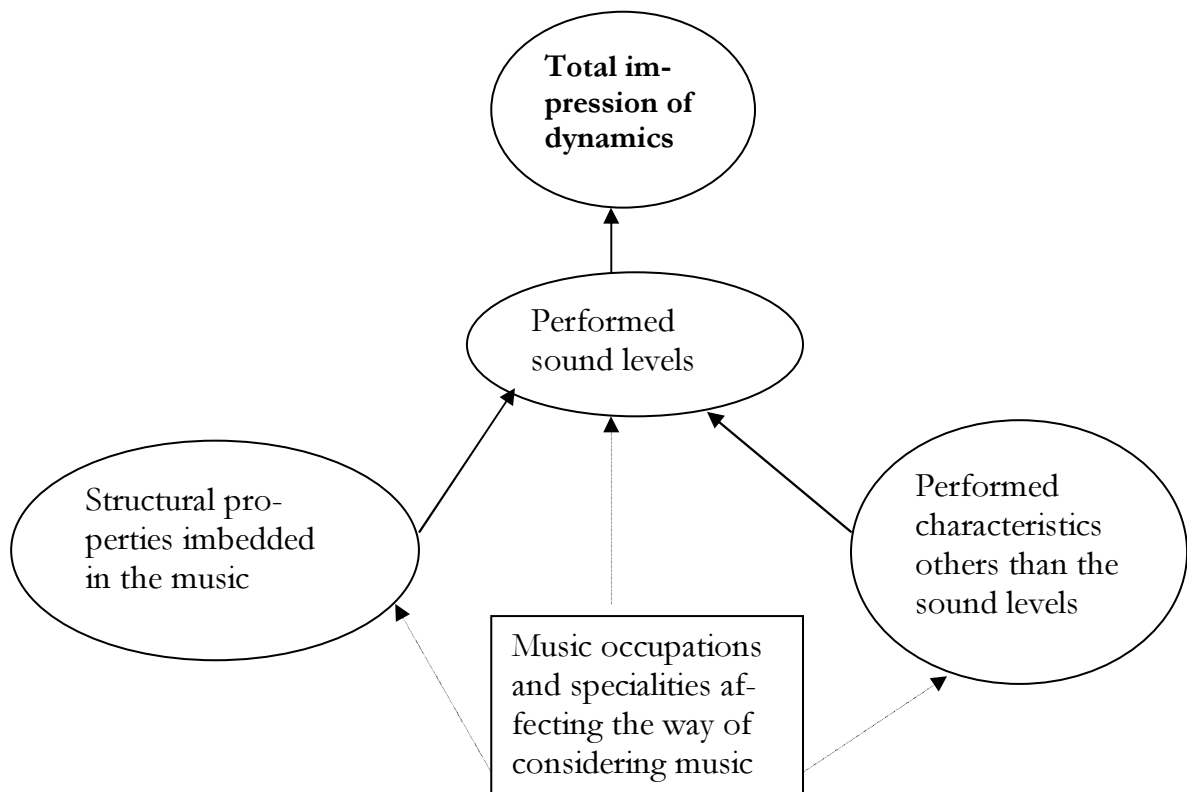 Total im-
pression of
dynamics
Performed
sound levels
Structural pro-
perties imbedded
in the music
Performed
characteristics
others than the
sound levels
Music occupations
and specialities af-
fecting the way of
considering music